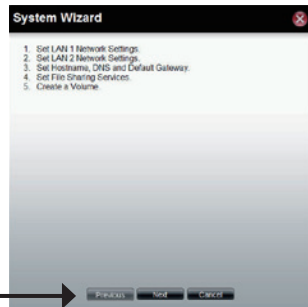 System Wizard
1. Set LAN 1 Network Settings.
2. Set LAN 2 Network Settings.
3. Set Hostname, DNS and Default Gateway.
4. Set File Sharing Services.
5. Create a Volume.
Previous Next Cancel